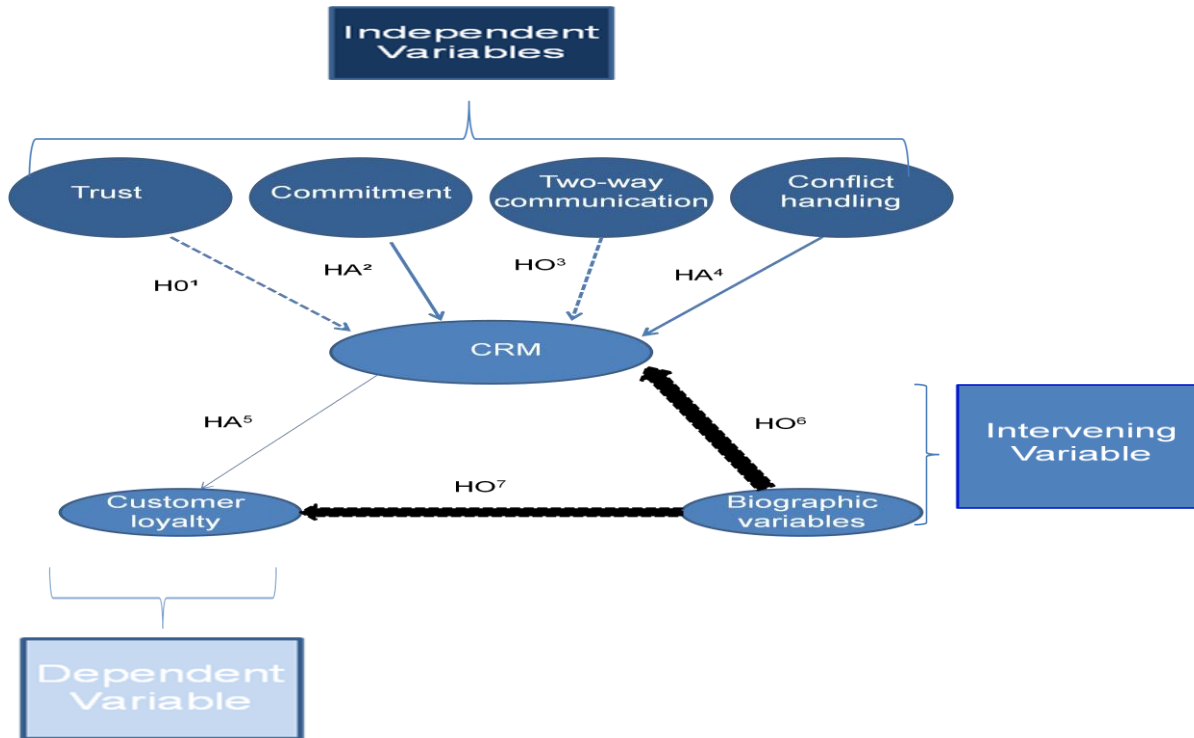 Independent
Variables
Trust
Commitment
Two-way
communication
Conflict
handling
H0¹
HA²
HO³
HA⁴
CRM
HA⁵
HO⁶
Intervening
Variable
HO⁷
Customer
loyalty
Biographic
variables
Dependent
Variable